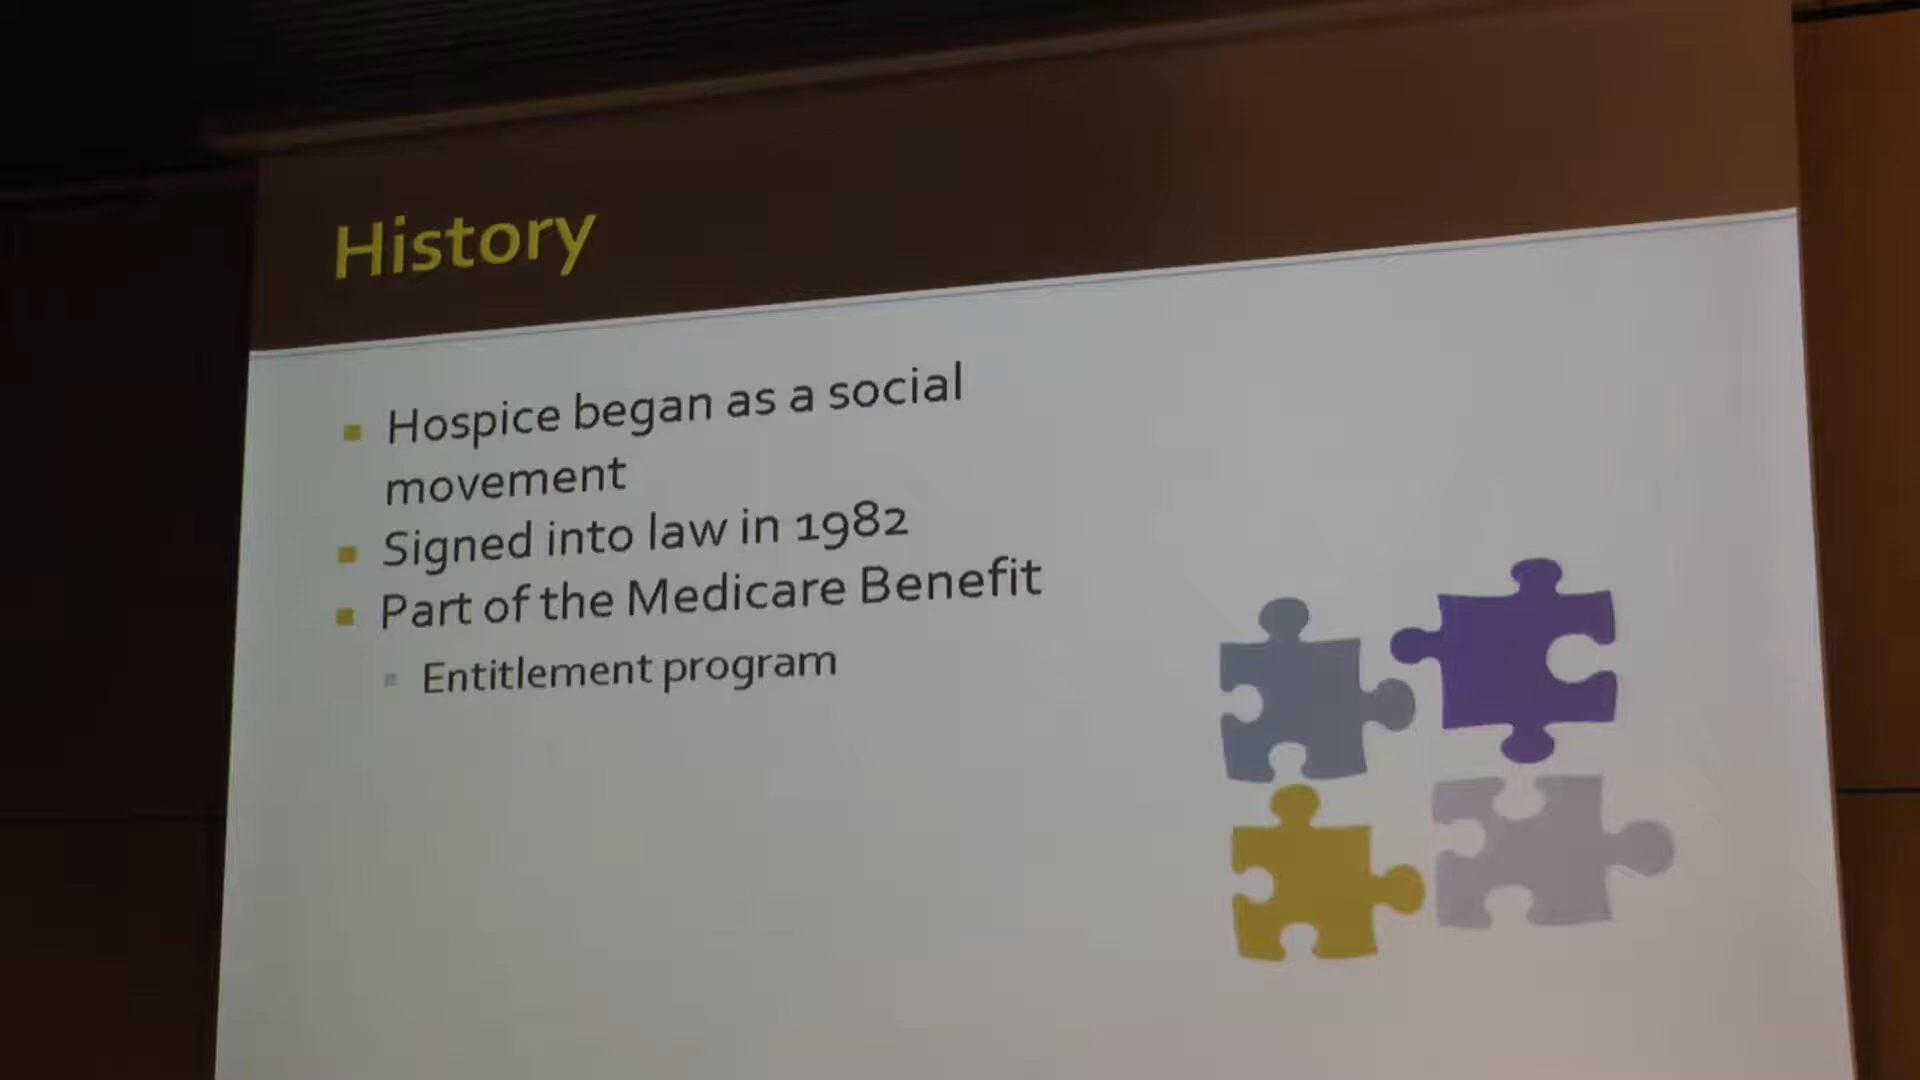 History
Hospice began as a social
movement
Signed into law in 1982
Part of the Medicare Benefit
Entitlement program